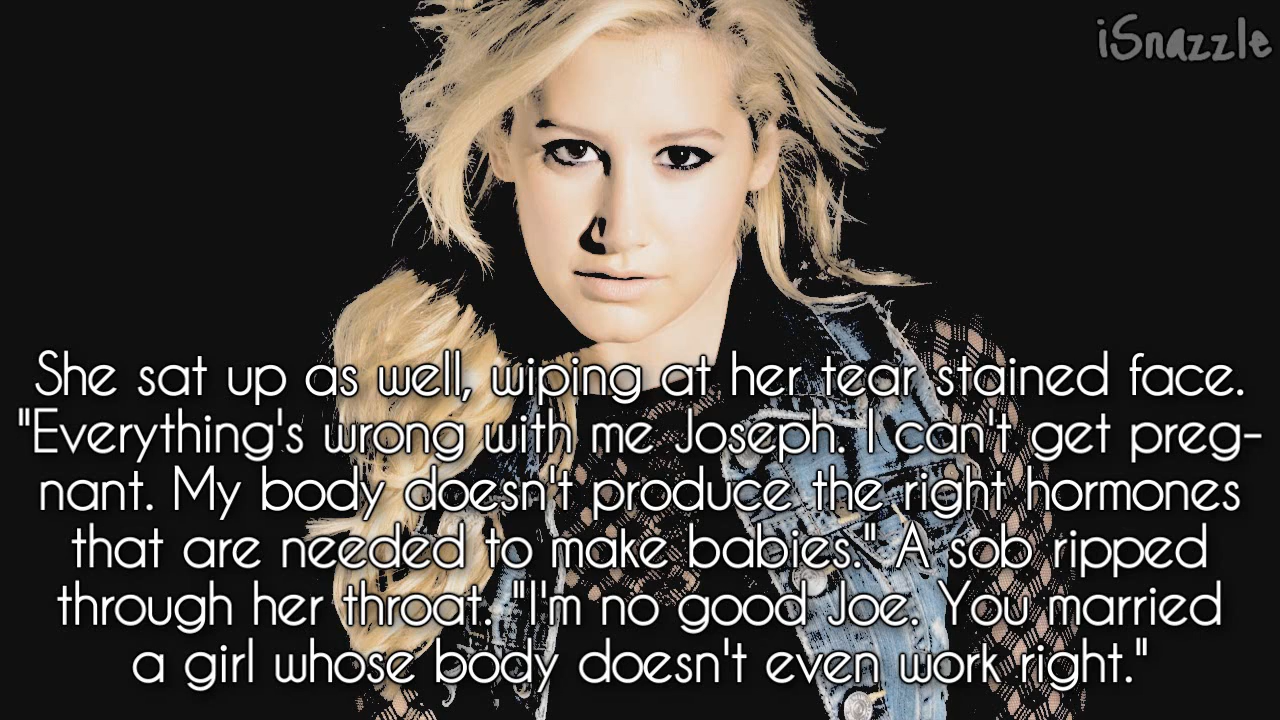 iSnazzle
She sat up as well, wiping at her tear stained face.
"Everything's wrong with me Joseph. I can't get preg-
nant. My body doesn't produce the right hormones
that are needed to make babies." A sob ripped
through her throat. "I'm no good Joe. You married
a girl whose body doesn't even work right."